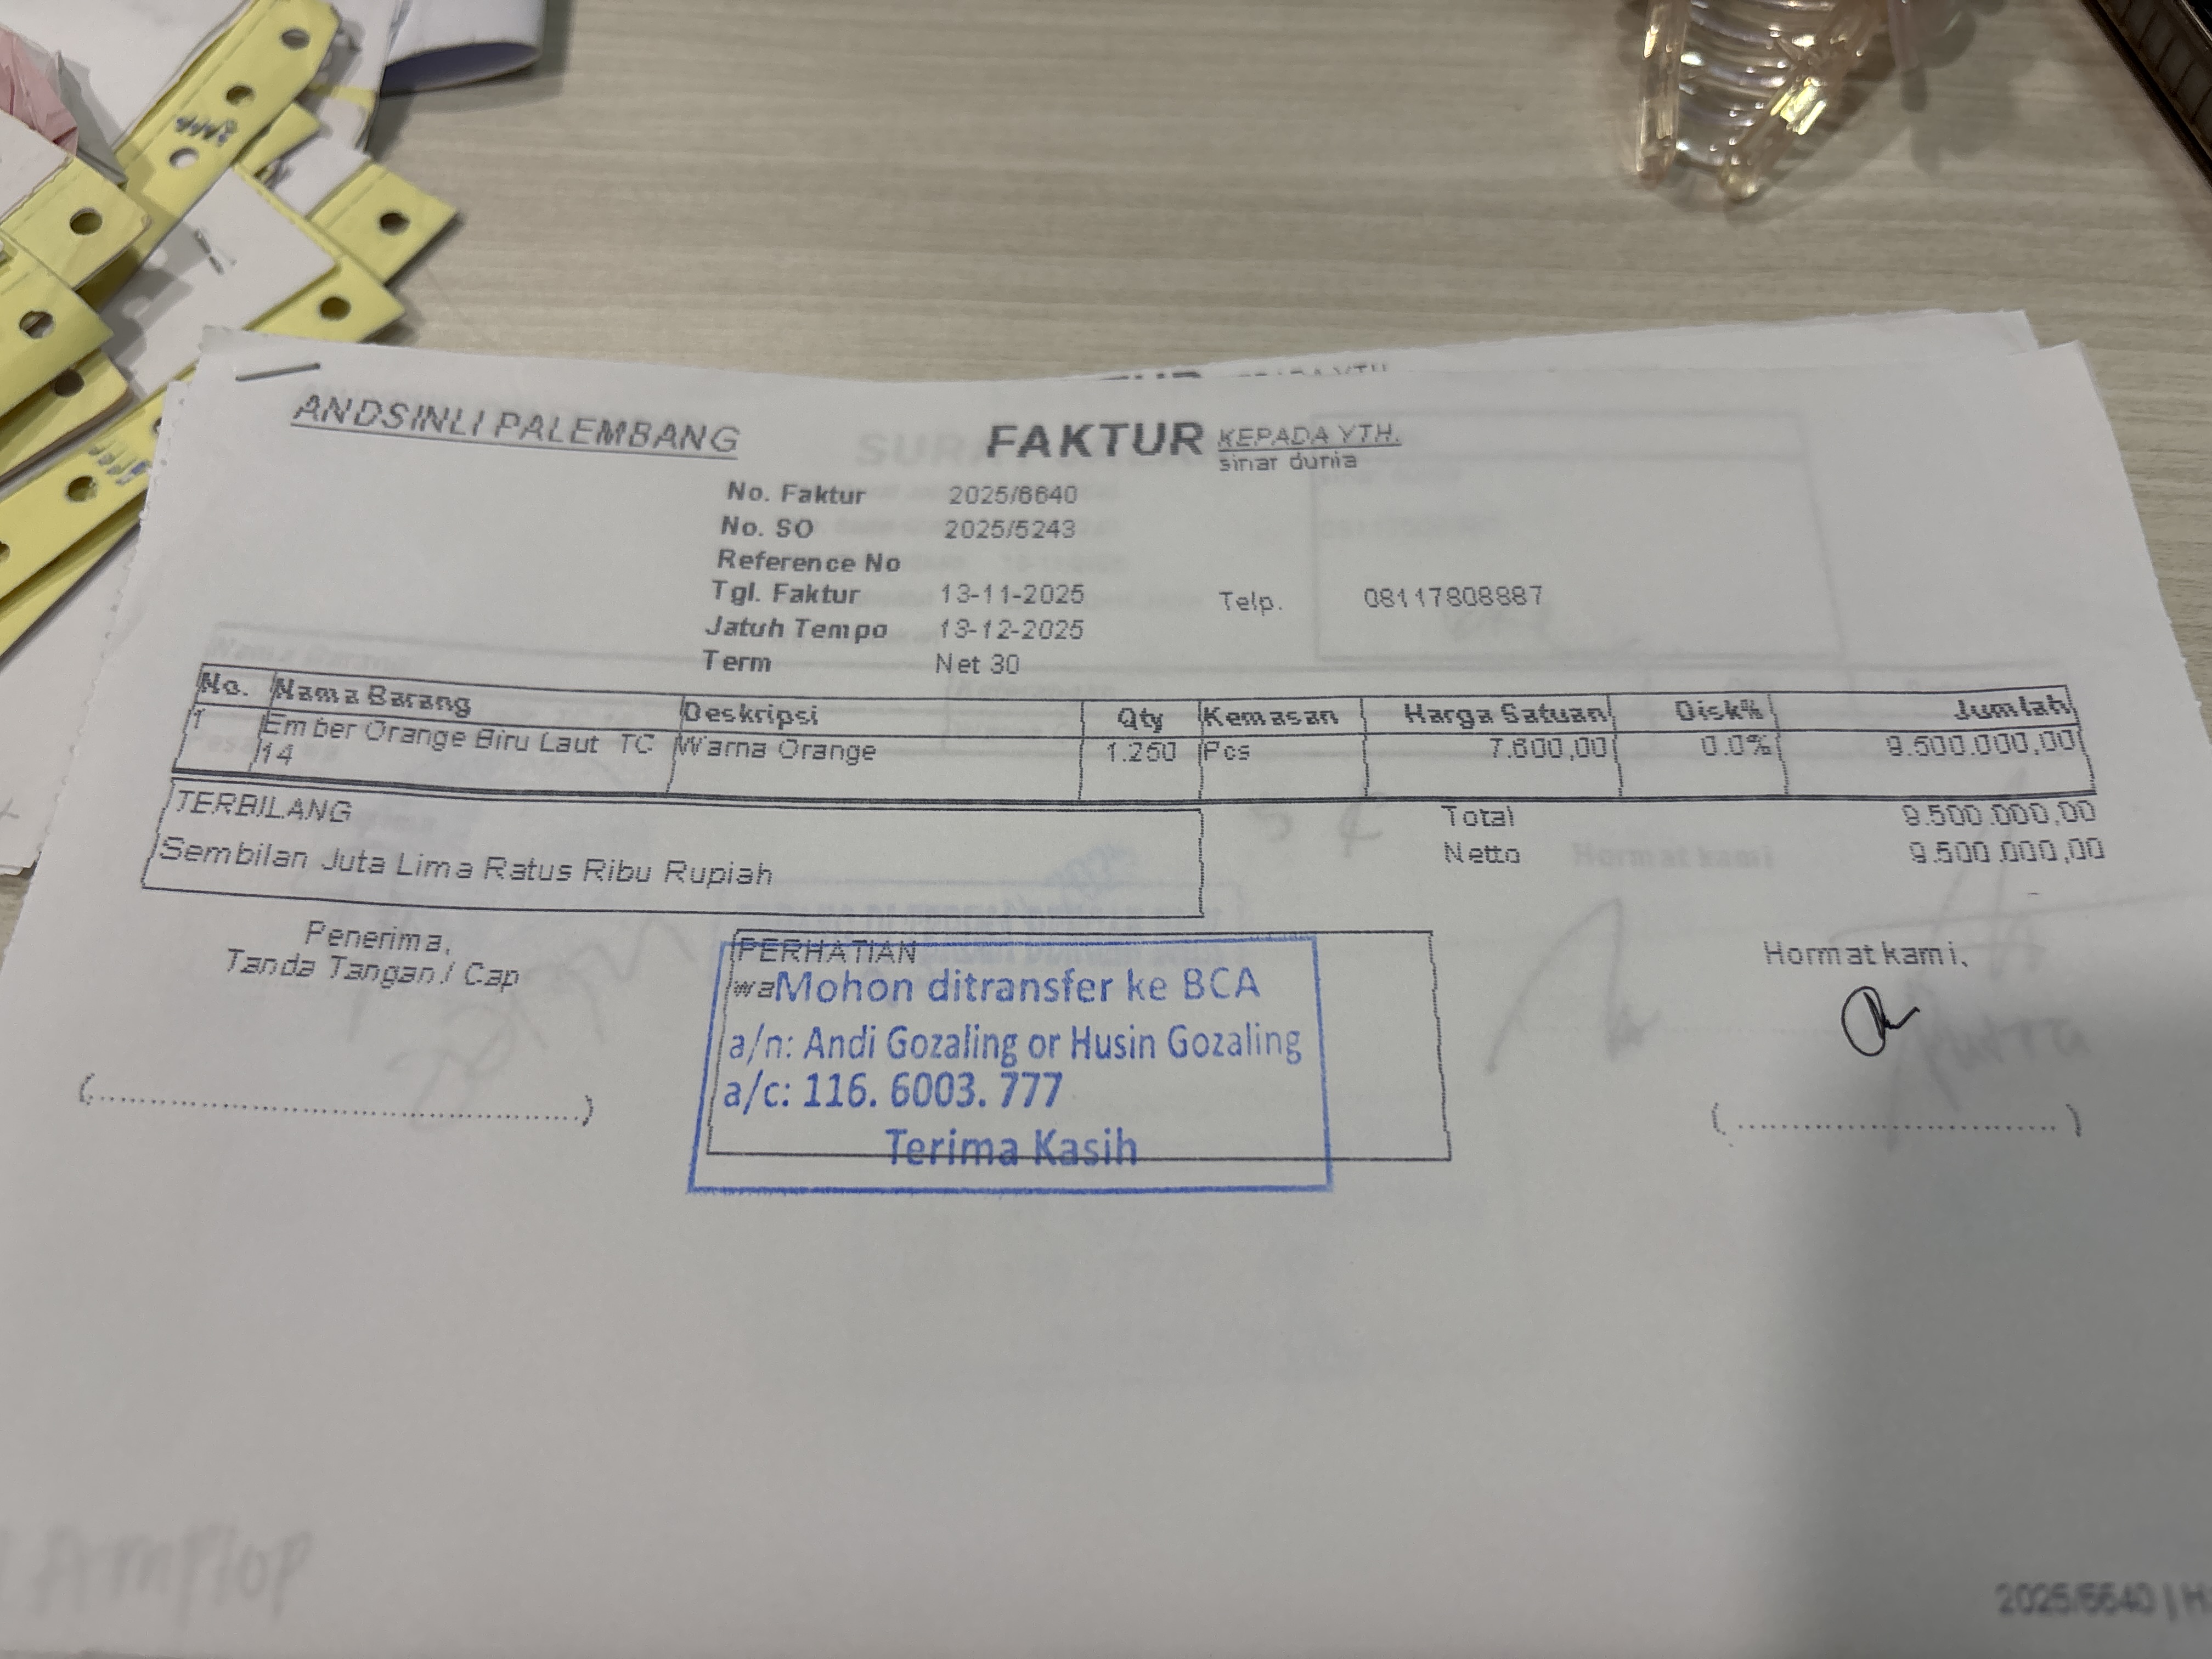 ANDSINLI PALEMBANG
FAKTUR
KEPADA YTH.
sinar dunia
No. Faktur 2025/6640
No. SO 2025/5243
Reference No
Tgl. Faktur 13-11-2025
Telp. 08117808887
Jatuh Tempo 13-12-2025
Term Net 30
No. Nama Barang Deskripsi Qty Kemasan Harga Satuan Disk% Jumlah
1 Ember Orange Biru Laut TC Warna Orange 1.250 Pcs 7.600,00 0.0% 9.500.000,00
14
TERBILANG
Sembilan Juta Lima Ratus Ribu Rupiah
Total 9.500.000,00
Netto 9.500.000,00
Penerima,
Tanda Tangan / Cap
PERHATIAN
Mohon ditransfer ke BCA
a/n: Andi Gozaling or Husin Gozaling
a/c: 116. 6003. 777
Terima Kasih
Hormat kami,
(..............................................)
(..............................)
Amplop
2025/6640 | H